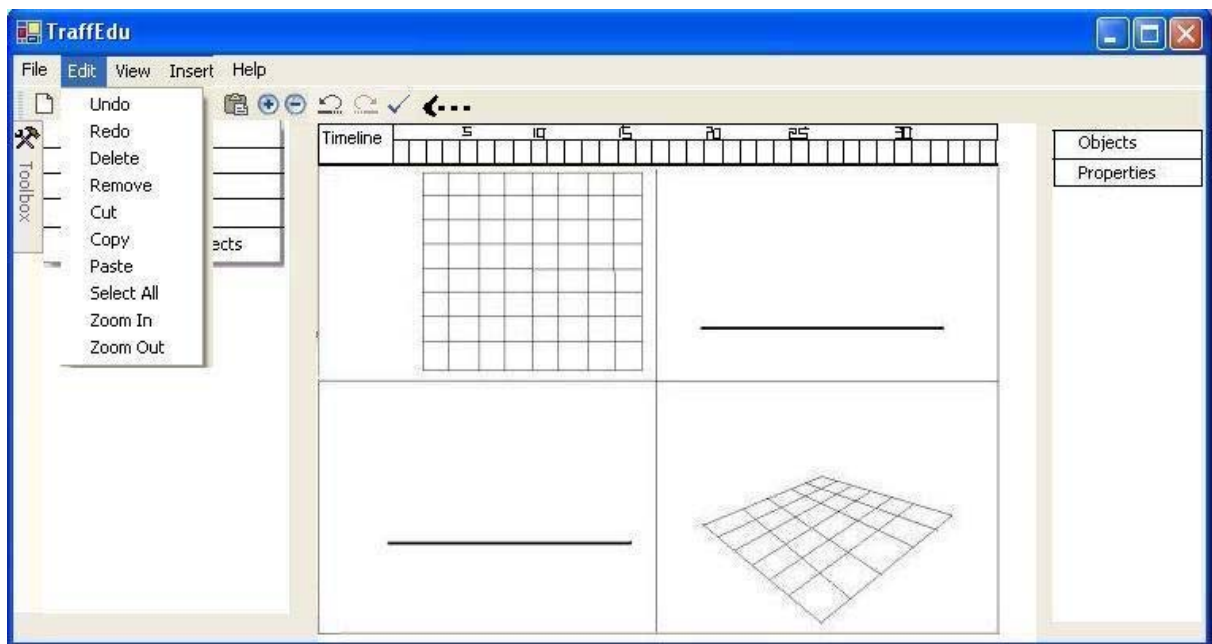 TraffEdu
File Edit View Insert Help
Undo
Redo
Delete
Remove
Cut
Copy
Paste
Select All
Zoom In
Zoom Out
Toolbox
ects
Timeline 5 10 15 20 25 30
Objects
Properties